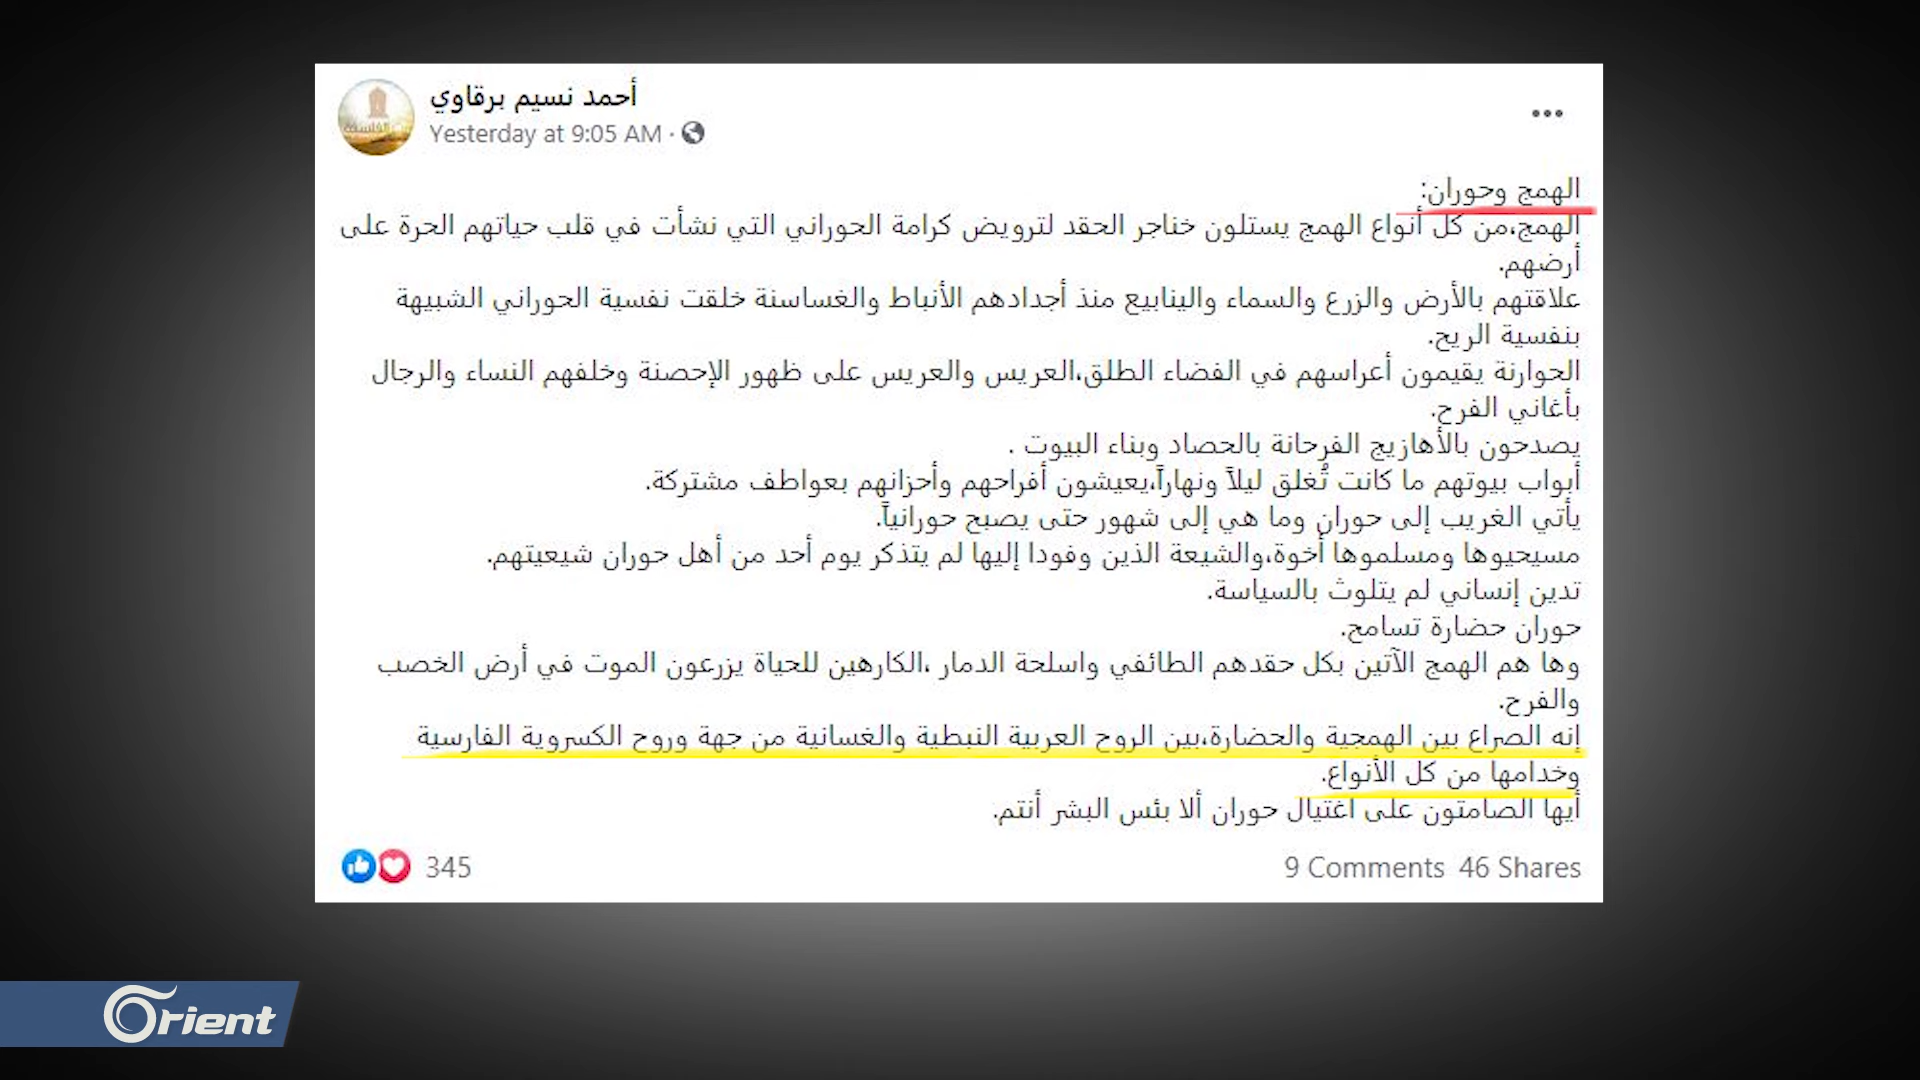 أحمد نسيم برقاوي
Yesterday at 9:05 AM ·
الهمج وحوران:
الهمج،من كل أنواع الهمج يستلون خناجر الحقد لترويض كرامة الحوراني التي نشأت في قلب حياتهم الحرة على
أرضهم.
علاقتهم بالأرض والزرع والسماء والينابيع منذ أجدادهم الأنباط والغساسنة خلقت نفسية الحوراني الشبيهة
بنفسية الريح.
الحوارنة يقيمون أعراسهم في الفضاء الطلق،العريس والعريس على ظهور الإحصنة وخلفهم النساء والرجال
بأغاني الفرح.
يصدحون بالأهازيج الفرحانة بالحصاد وبناء البيوت .
أبواب بيوتهم ما كانت تُغلق ليلاً ونهاراً،يعيشون أفراحهم وأحزانهم بعواطف مشتركة.
يأتي الغريب إلى حوران وما هي إلى شهور حتى يصبح حورانياً.
مسيحيوها ومسلموها أخوة،والشيعة الذين وفودا إليها لم يتذكر يوم أحد من أهل حوران شيعيتهم.
تدين إنساني لم يتلوث بالسياسة.
حوران حضارة تسامح.
وها هم الهمج الآتين بكل حقدهم الطائفي واسلحة الدمار ،الكارهين للحياة يزرعون الموت في أرض الخصب
والفرح.
إنه الصراع بين الهمجية والحضارة،بين الروح العربية النبطية والغسانية من جهة وروح الكسروية الفارسية
وخدامها من كل الأنواع.
أيها الصامتون على اغتيال حوران ألا بئس البشر أنتم.
345
9 Comments 46 Shares
Orient